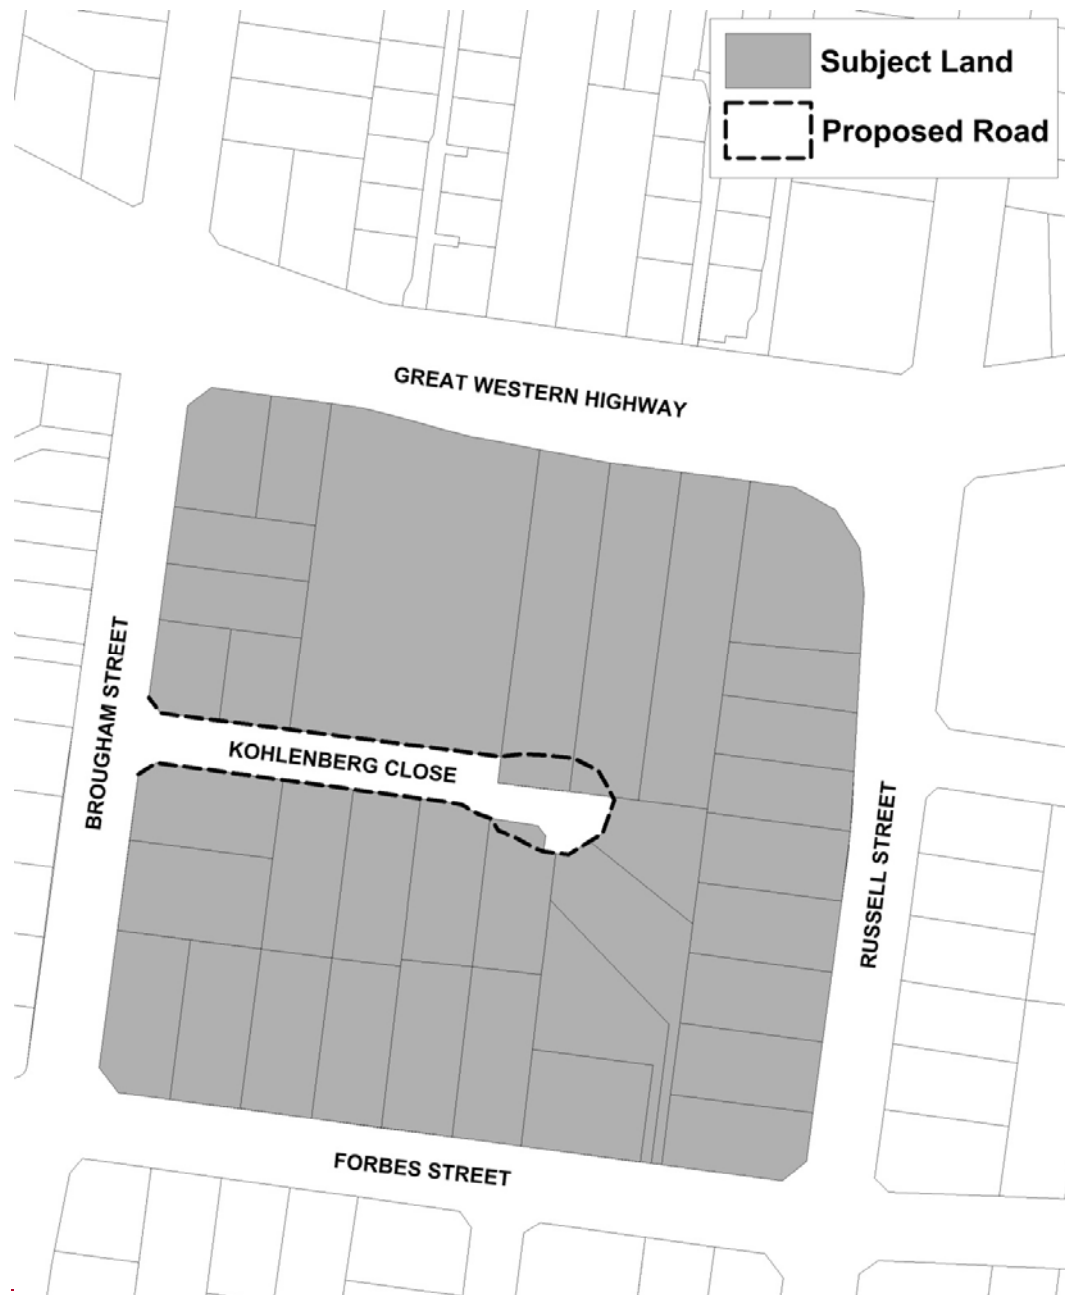 Subject Land
Proposed Road
GREAT WESTERN HIGHWAY
BROUGHAM STREET
KOHLENBERG CLOSE
RUSSELL STREET
FORBES STREET